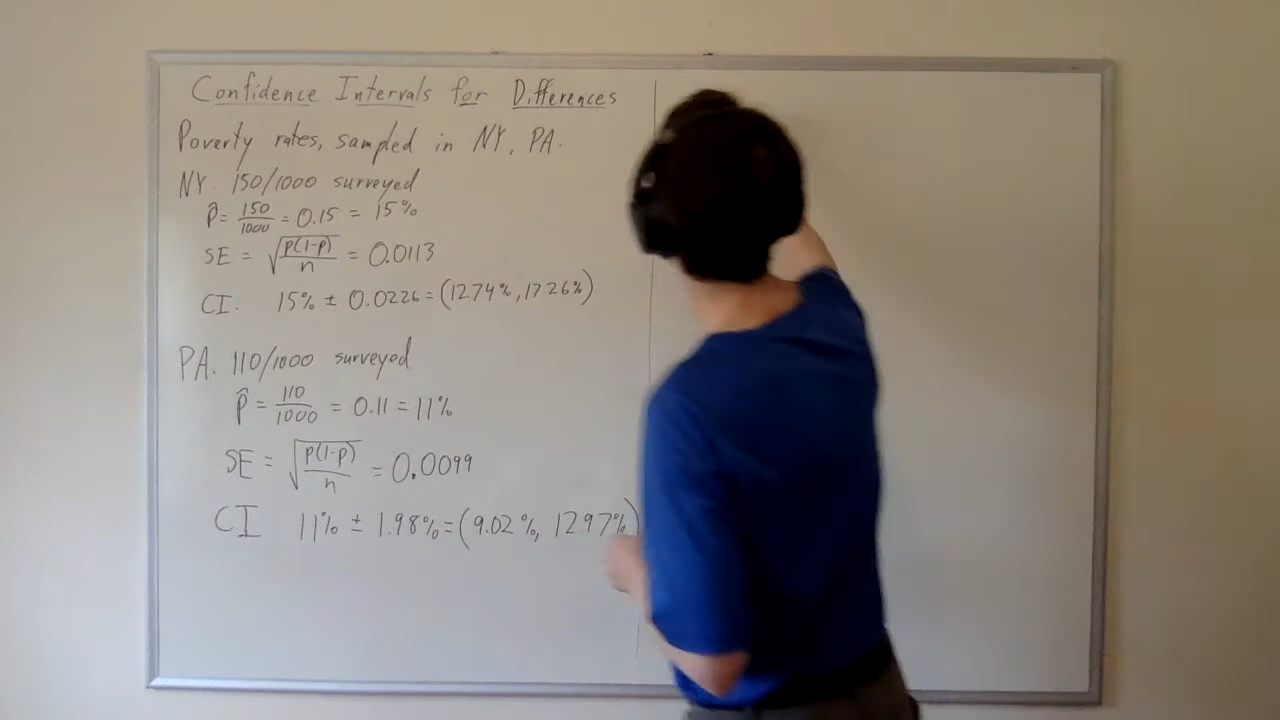 Confidence Intervals for Differences
Poverty rates, sampled in NY, PA.
NY. 150/1000 surveyed
p̂ = 150/1000 = 0.15 = 15%
SE = √(p(1-p)/n) = 0.0113
CI. 15% ± 0.0226 = (12.74%, 17.26%)
PA. 110/1000 surveyed
p̂ = 110/1000 = 0.11 = 11%
SE = √(p(1-p)/n) = 0.0099
CI 11% ± 1.98% = (9.02%, 12.97%)